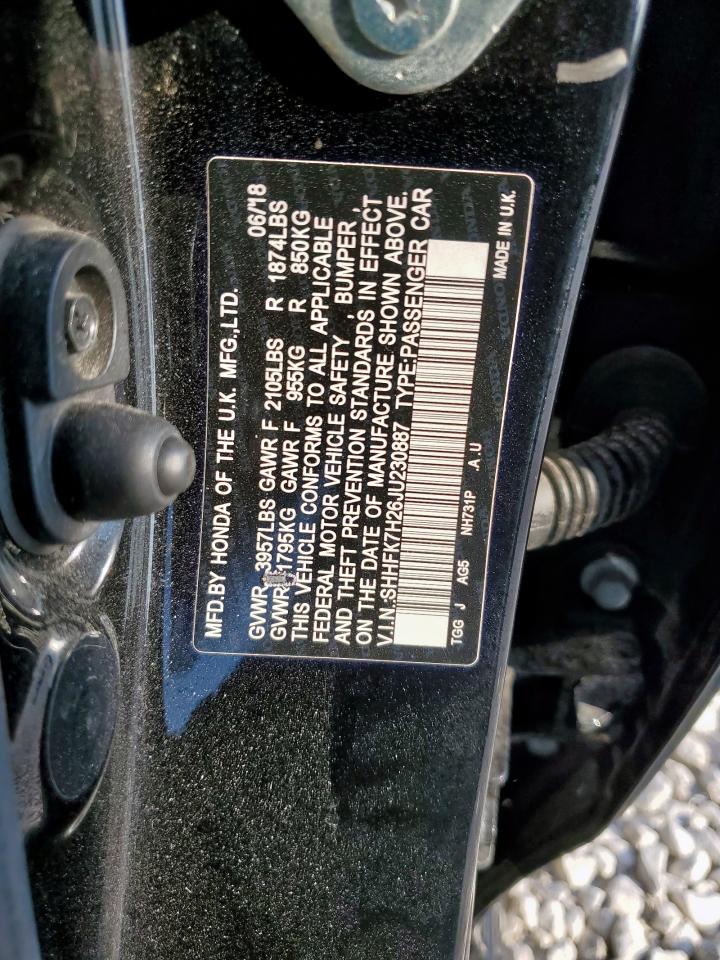 MFD.BY HONDA OF THE U.K. MFG.,LTD. 06/18
GVWR 3957LBS GAWR F 2105LBS R 1874LBS
GVWR 1795KG GAWR F 955KG R 850KG
THIS VEHICLE CONFORMS TO ALL APPLICABLE
FEDERAL MOTOR VEHICLE SAFETY , BUMPER ,
AND THEFT PREVENTION STANDARDS IN EFFECT
ON THE DATE OF MANUFACTURE SHOWN ABOVE.
V.I.N.:SHHFK7H26JU230887 TYPE:PASSENGER CAR
TGG J AG5 NH731P .A.U MADE IN U.K.